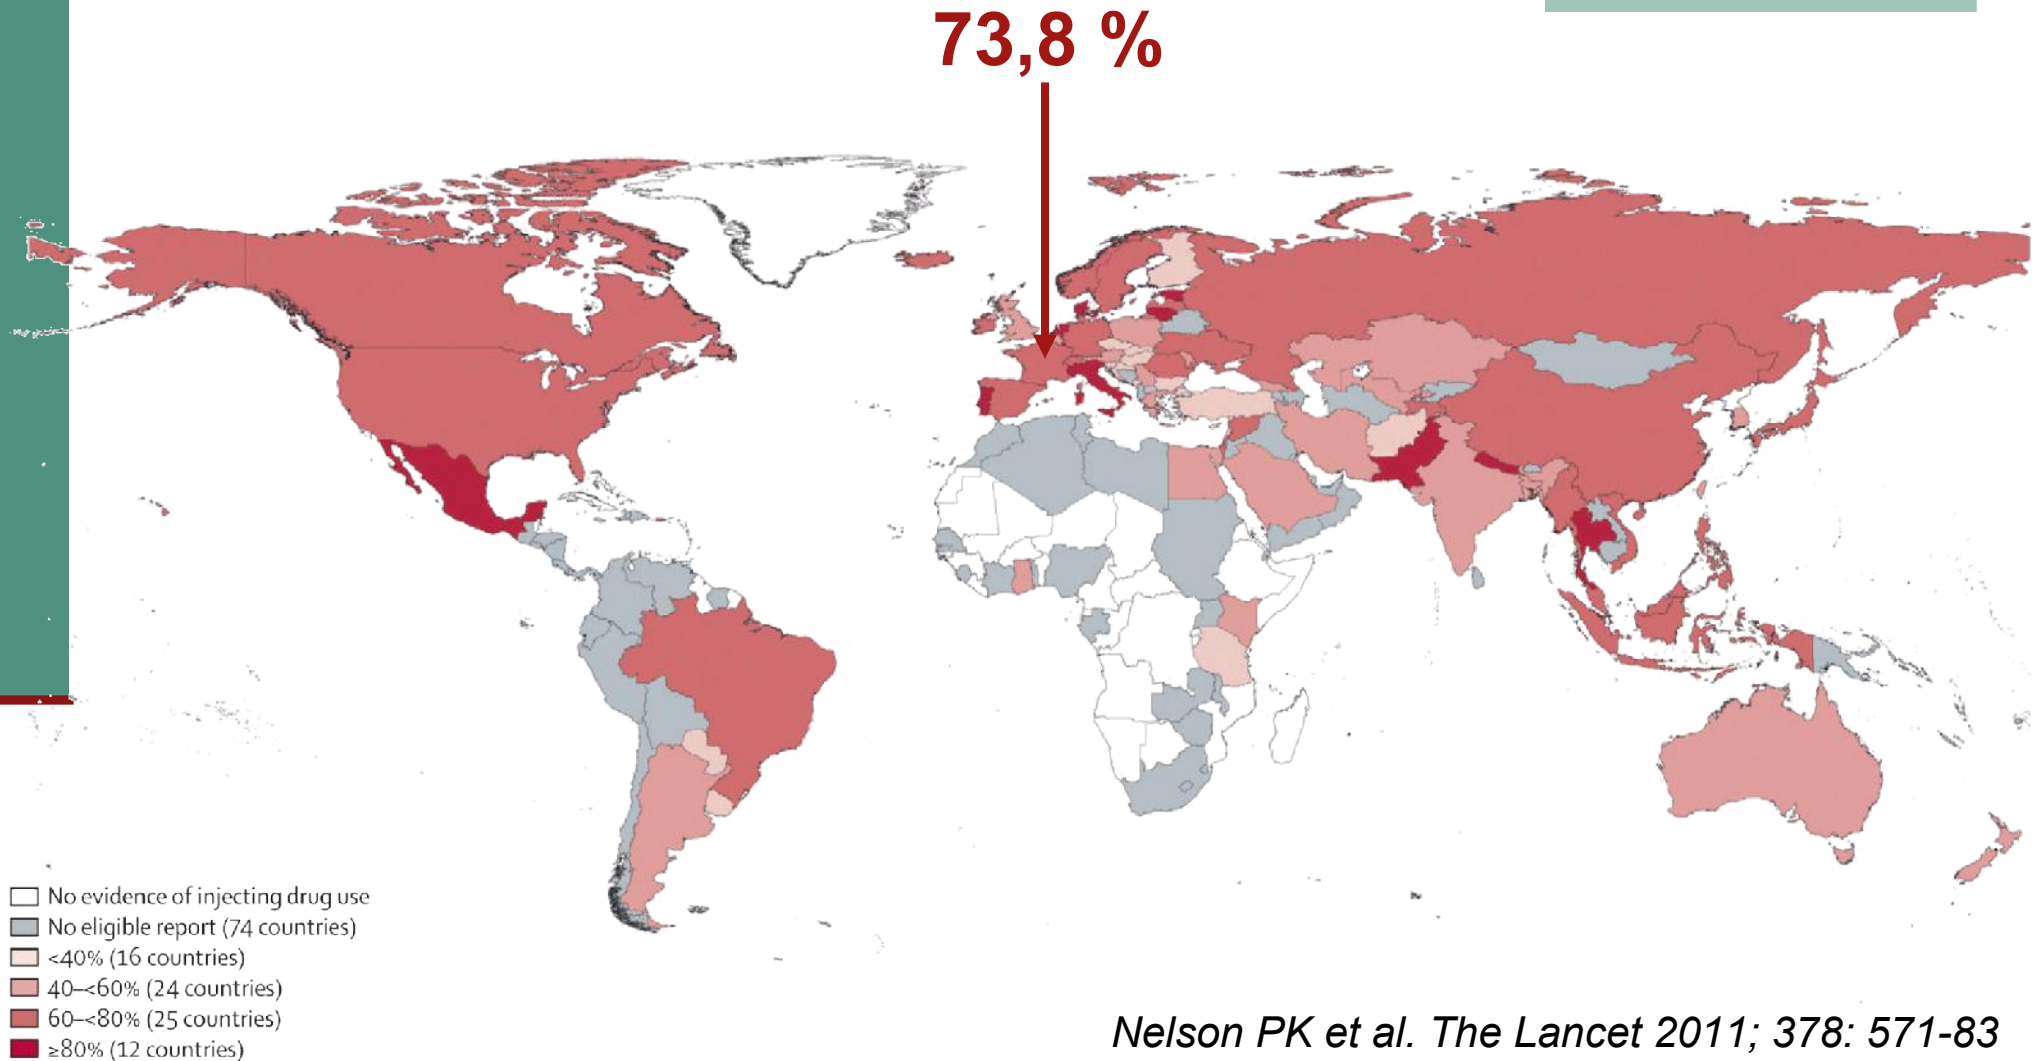 73,8 %
No evidence of injecting drug use
No eligible report (74 countries)
<40% (16 countries)
40–<60% (24 countries)
60–<80% (25 countries)
≥80% (12 countries)
Nelson PK et al. The Lancet 2011; 378: 571-83